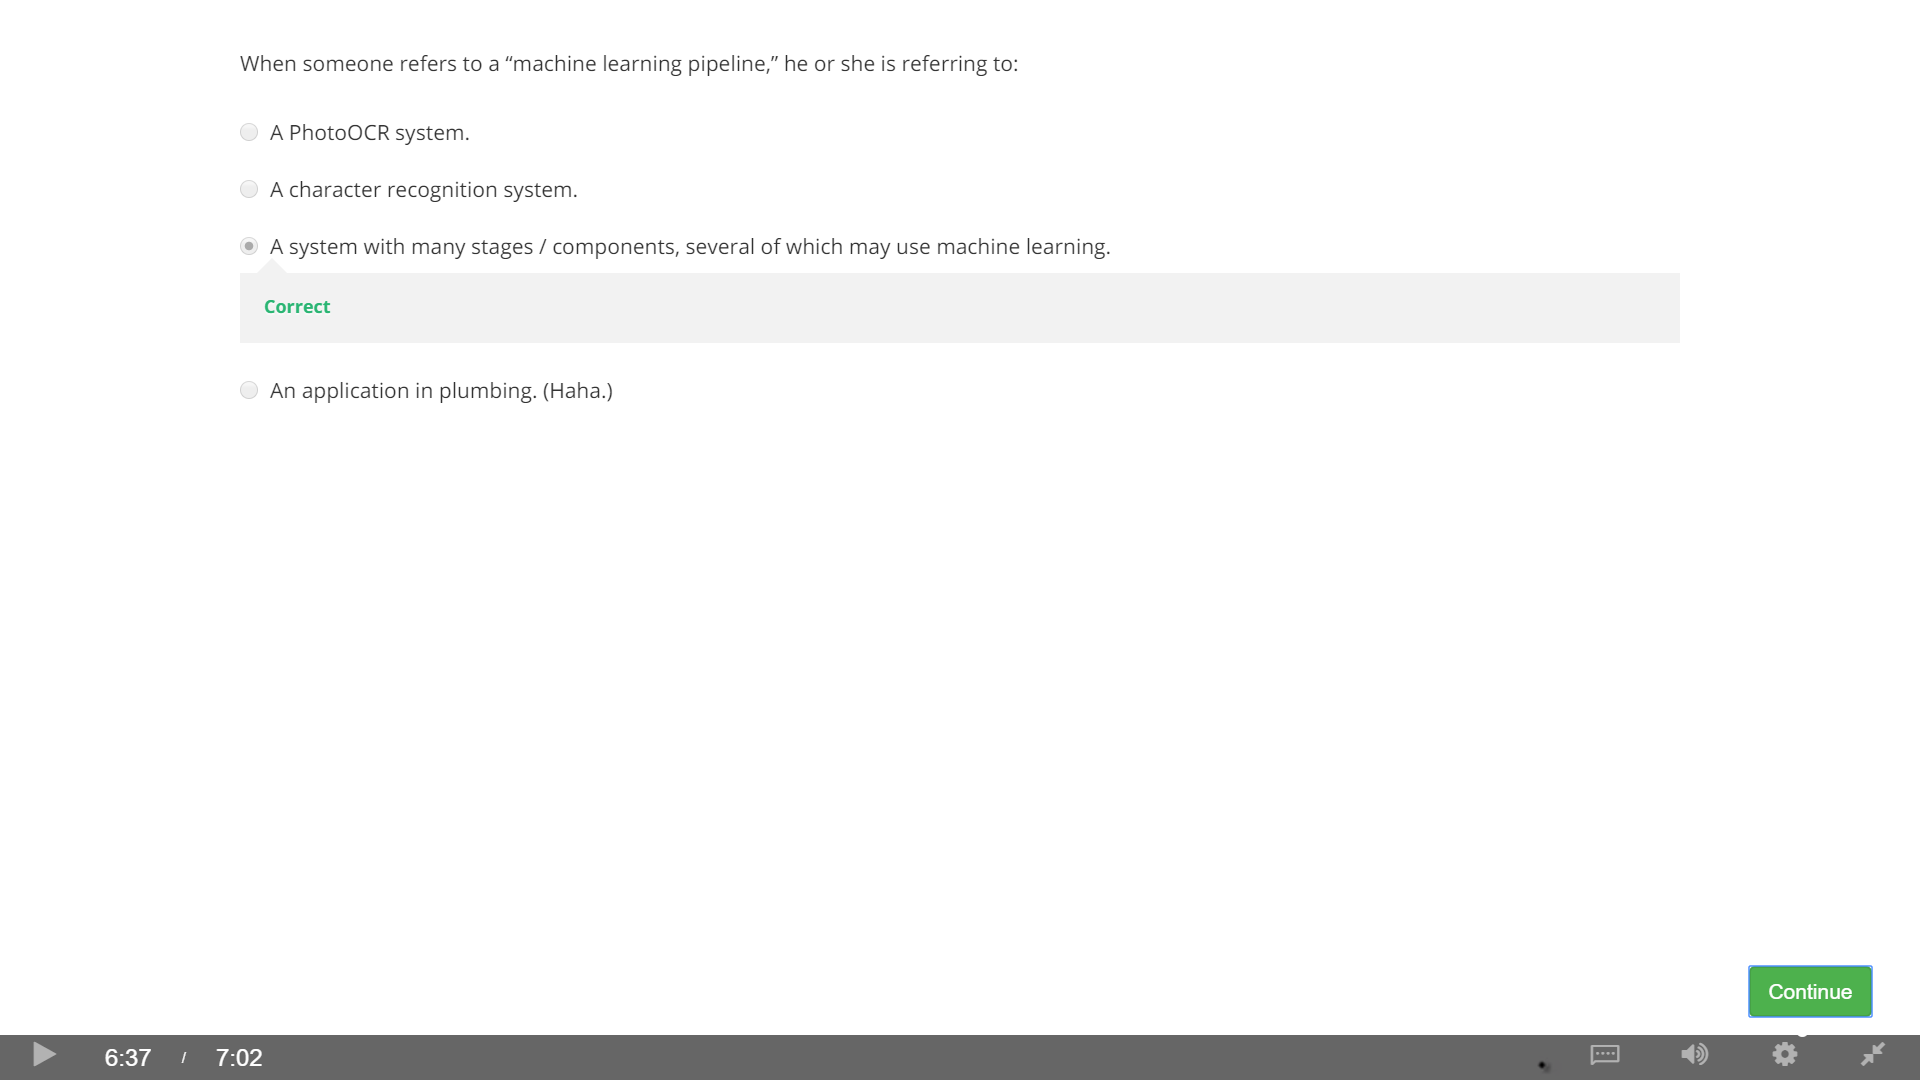 When someone refers to a “machine learning pipeline,” he or she is referring to:
A PhotoOCR system.
A character recognition system.
A system with many stages / components, several of which may use machine learning.
Correct
An application in plumbing. (Haha.)
Continue
6:37 / 7:02